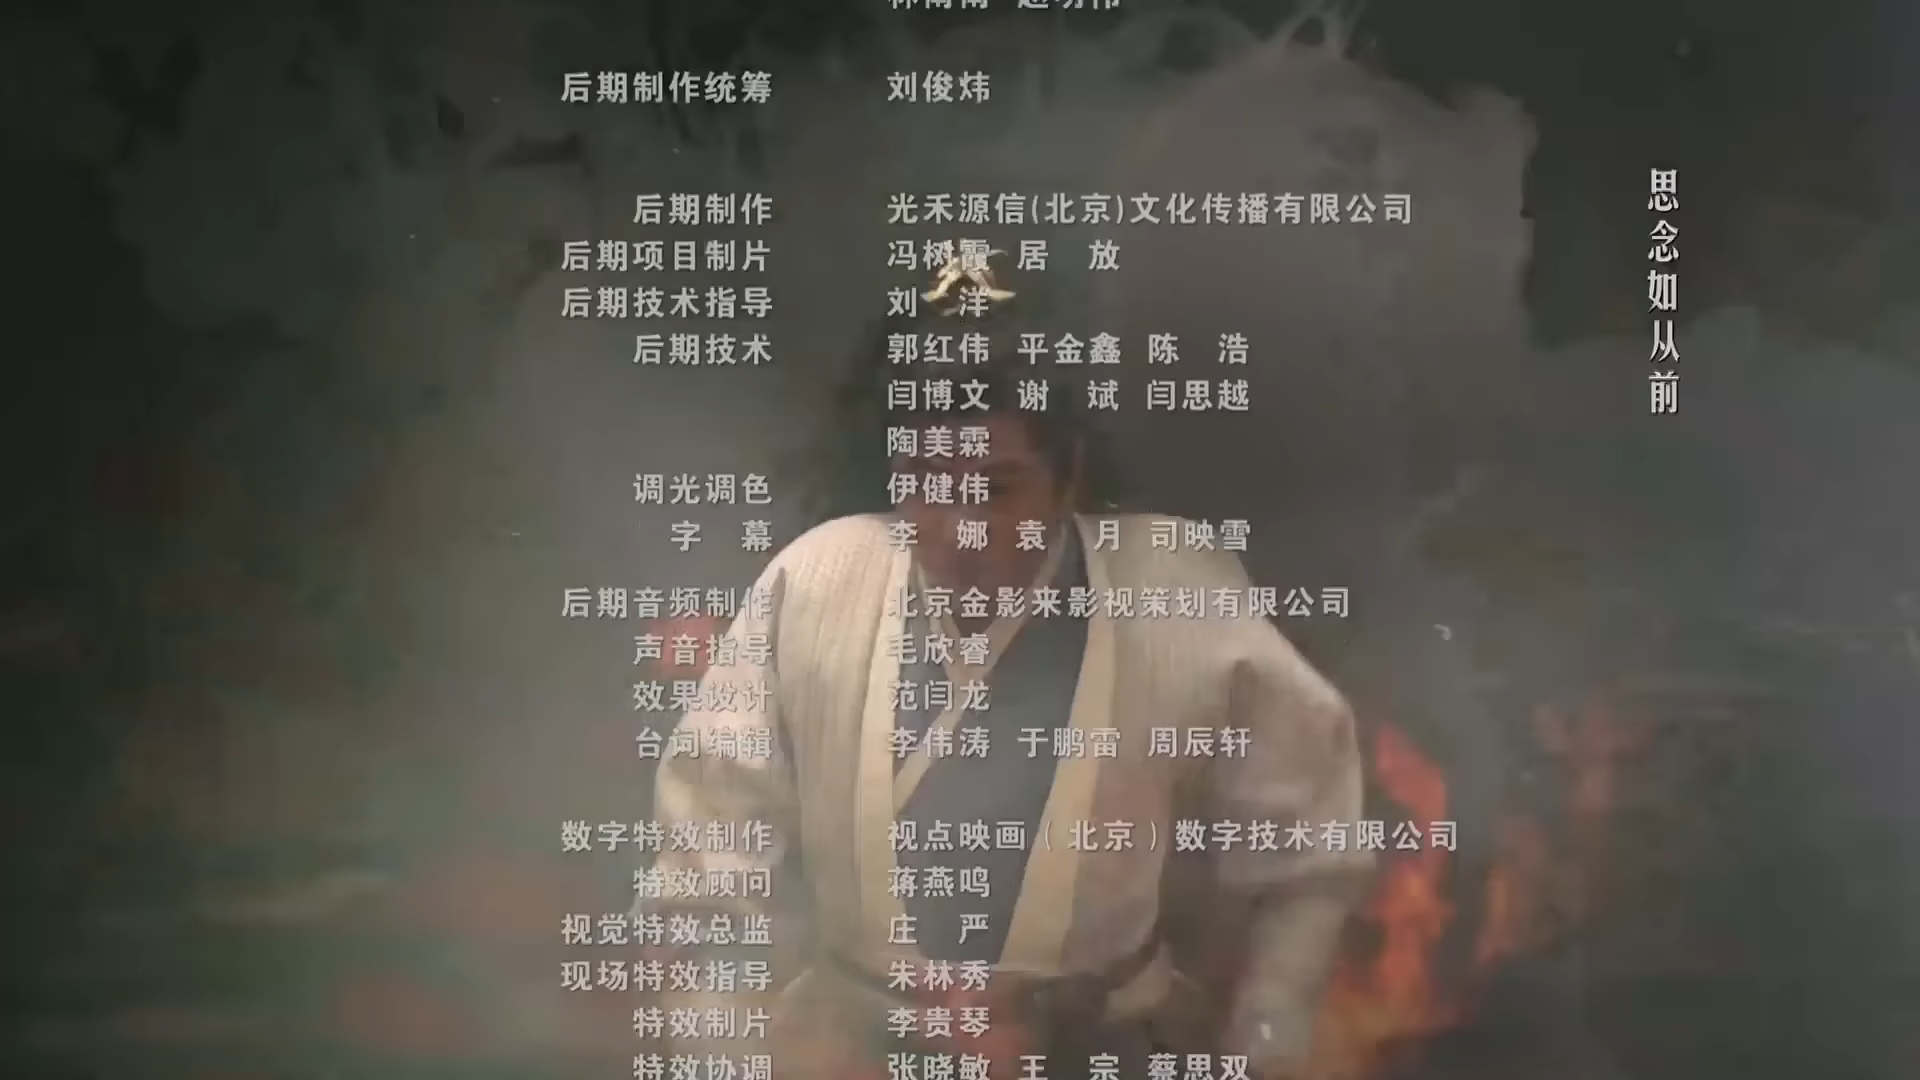 后期制作统筹 刘俊炜
后期制作 光禾源信(北京)文化传播有限公司
后期项目制片 冯树霞 居 放
后期技术指导 刘 洋
后期技术 郭红伟 平金鑫 陈 浩
闫博文 谢 斌 闫思越
陶美霖
调光调色 伊健伟
字 幕 李 娜 袁 月 司映雪
后期音频制作 北京金影来影视策划有限公司
声音指导 毛欣睿
效果设计 范闫龙
台词编辑 李伟涛 于鹏雷 周辰轩
数字特效制作 视点映画（北京）数字技术有限公司
特效顾问 蒋燕鸣
视觉特效总监 庄 严
现场特效指导 朱林秀
特效制片 李贵琴
特效协调 张晓敏 王 宗 蔡思双
思念如从前